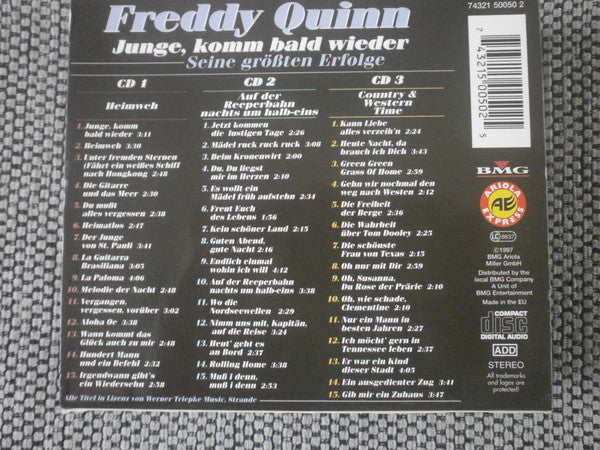 Freddy Quinn
Junge, komm bald wieder
Seine größten Erfolge
CD 1
Heimweh
1. Junge, komm
bald wieder 3:11
2. Heimweh 3:30
3. Unter fremden Sternen
(Fährt ein weißes Schiff
nach Hongkong 2:48
4. Die Gitarre
und das Meer 2:30
5. Du mußt
alles vergessen 2:38
6. Heimatlos 2:47
7. Der Junge
von St. Pauli 3:41
8. La Guitarra
Brasiliana 3:05
9. La Paloma 4:06
10. Melodie der Nacht 2:48
11. Vergangen,
vergessen, vorüber 3:02
12. Aloha Oe 3:38
13. Wann kommt das
Glück auch zu mir 2:48
14. Hundert Mann
und ein Befehl 2:32
15. Irgendmann gibt's
ein Wiedersehn 2:58
CD 2
Auf der
Reeperbahn
nachts um halb-eins
1. Jetzt kommen
die lustigen Tage 2:26
2. Mädel ruck ruck ruck 3:08
3. Beim Kronenwirt 2:00
4. Du, Du liegst
mir im Herzen 2:10
5. Es wollt ein
Mädel früh aufstehn 2:34
6. Freut Euch
des Lebens 1:56
7. Kein schöner Land 2:15
8. Guten Abend,
gute Nacht 2:16
9. Endlich einmal
wohin ich will 4:12
10. Auf der Reeperbahn
nachts um halb-eins 2:38
11. Wo die
Nordseewellen 2:29
12. Nimm uns mit, Kapitän,
auf die Reise 3:24
13. Heut' geht es
an Bord 2:37
14. Rolling Home 2:38
15. Muß i denn,
muß i denn 2:53
CD 3
Country &
Western
Time
1. Kann Liebe
alles verzeih'n 2:24
2. Heute Nacht, da
brauch ich Dich 3:43
3. Green Green
Grass Of Home 2:59
4. Gehn wir nochmal den
weg nach Westen 2:12
5. Die Freiheit
der Berge 2:36
6. Die Wahrheit
über Tom Dooley 2:25
7. Die schönste
Frau von Texas 2:15
8. Oh nur mit Dir 2:59
9. Oh, Susanna,
Du Rose der Prärie 2:10
10. Oh, wie schade,
Clementine 2:10
11. Nur ein Mann in
besten Jahren 2:27
12. Ich möcht' gern in
Tennessee leben 2:37
13. Er war ein Kind
dieser Stadt 4:05
14. Ein ausgedienter Zug 3:41
15. Gib mir ein Zuhaus 3:47
Alle Titel in Lizenz von Werner Triepke Music, Straude
74321 50050 2
7 43215 00502 5
BMG
ARIOLA
AE
EXPRESS
LC 8637
©1997
BMG Ariola
Miller GmbH
Distributed by the
local BMG Company
A Unit of
BMG Entertainment
Made in the EU
COMPACT
disc
DIGITAL AUDIO
ADD
STEREO
All trademarks
and logos are
protected!